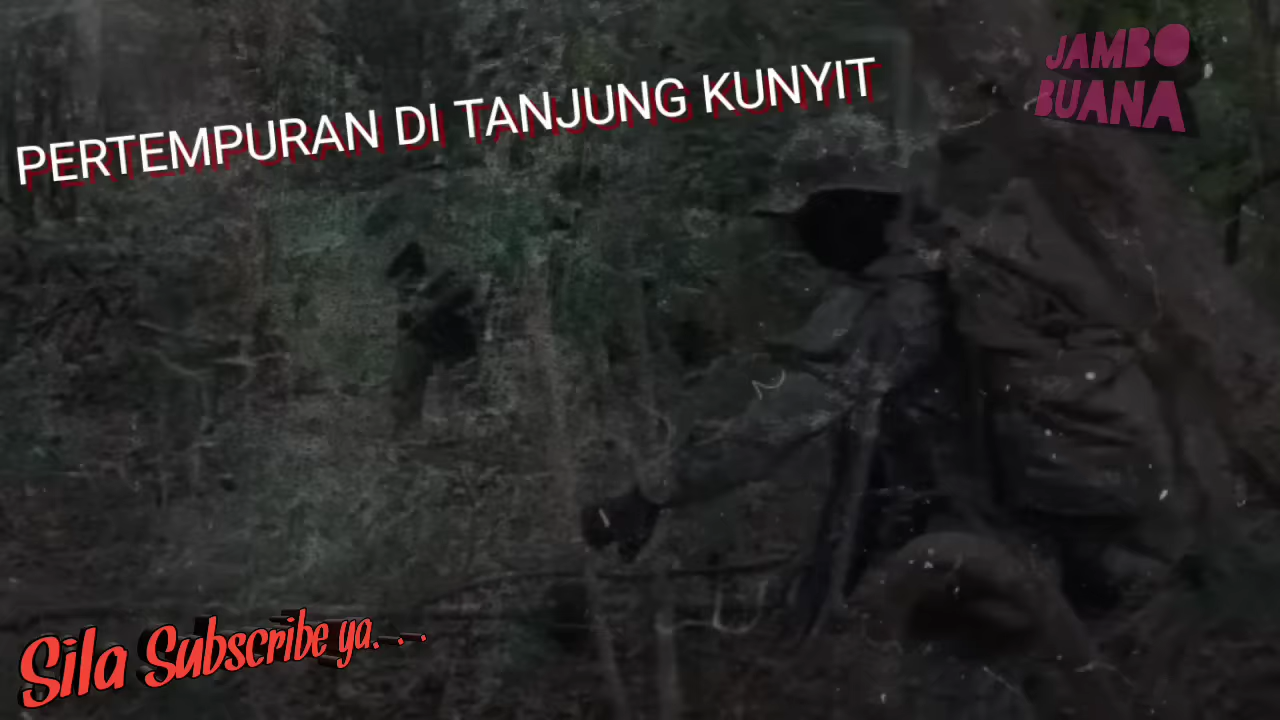 PERTEMPURAN DI TANJUNG KUNYIT
JAMBO
BUANA
Sila Subscribe ya. . .